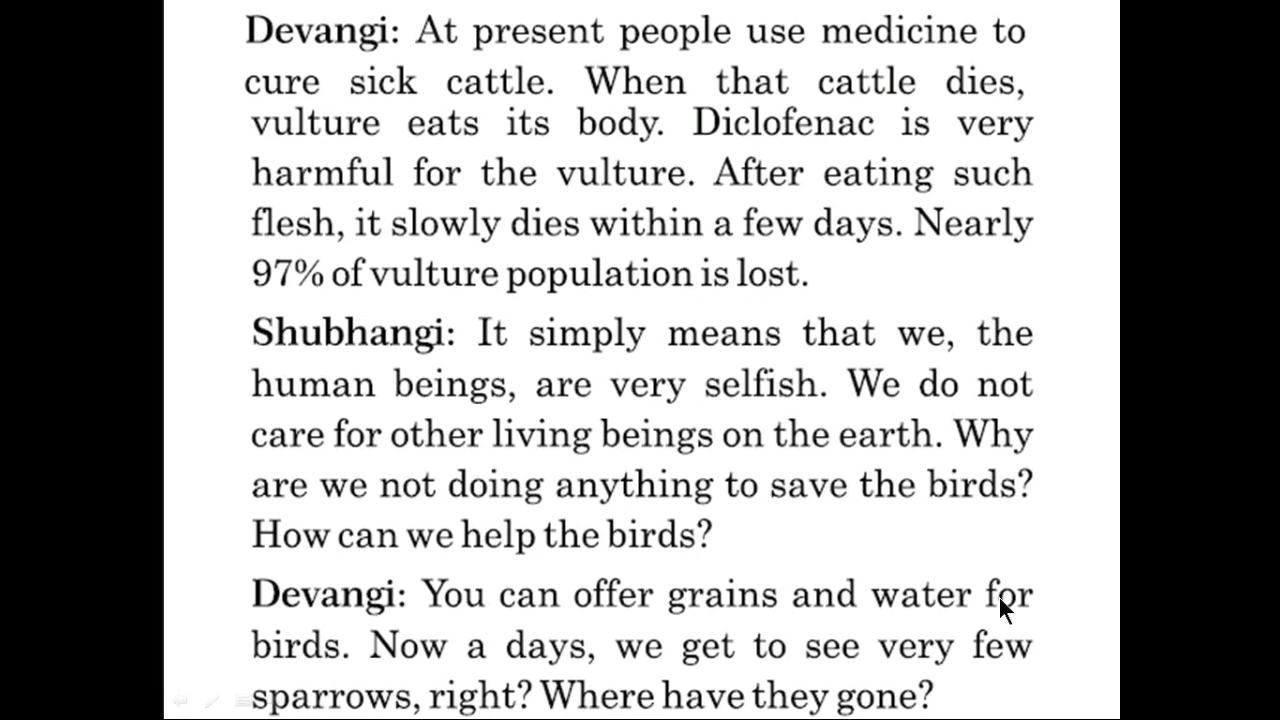 Devangi: At present people use medicine to
cure sick cattle. When that cattle dies,
vulture eats its body. Diclofenac is very
harmful for the vulture. After eating such
flesh, it slowly dies within a few days. Nearly
97% of vulture population is lost.
Shubhangi: It simply means that we, the
human beings, are very selfish. We do not
care for other living beings on the earth. Why
are we not doing anything to save the birds?
How can we help the birds?
Devangi: You can offer grains and water for
birds. Now a days, we get to see very few
sparrows, right? Where have they gone?